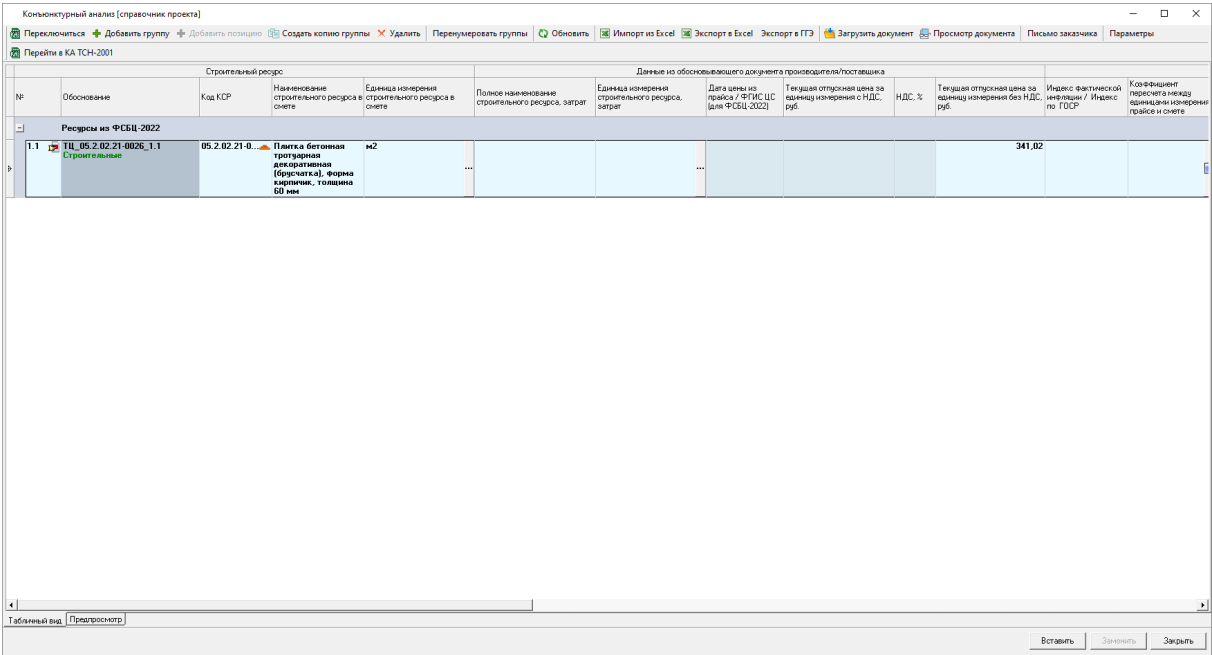 Конъюнктурный анализ [справочник проекта]
Переключиться Добавить группу Добавить позицию Создать копию группы Удалить Перенумеровать группы Обновить Импорт из Excel Экспорт в Excel Экспорт в ГГЭ Загрузить документ Просмотр документа Письмо заказчика Параметры
Перейти в КА ТСН-2001
Строительный ресурс
Данные из обосновывающего документа производителя/поставщика
№
Обоснование
Код КСР
Наименование
строительного ресурса в
смете
Единица измерения
строительного ресурса в
смете
Полное наименование
строительного ресурса, затрат
Единица измерения
строительного ресурса,
затрат
Дата цены из
прайса / ФГИС ЦС
(для ФСБЦ-2022)
Текущая отпускная цена за
единицу измерения с НДС,
руб.
НДС, %
Текущая отпускная цена за
единицу измерения без НДС,
руб.
Индекс фактической
инфляции / Индекс
по ГОСР
Коэффициент
пересчета между
единицами измерения
прайсе и смете
Ресурсы из ФСБЦ-2022
1.1
ТЦ_05.2.02.21-0026_1.1
Строительные
05.2.02.21-0...
Плитка бетонная
тротуарная
декоративная
(брусчатка), форма
кирпичик, толщина
60 мм
м2
...
...
341,02
Табличный вид Предпросмотр
Вставить Заменить Закрыть